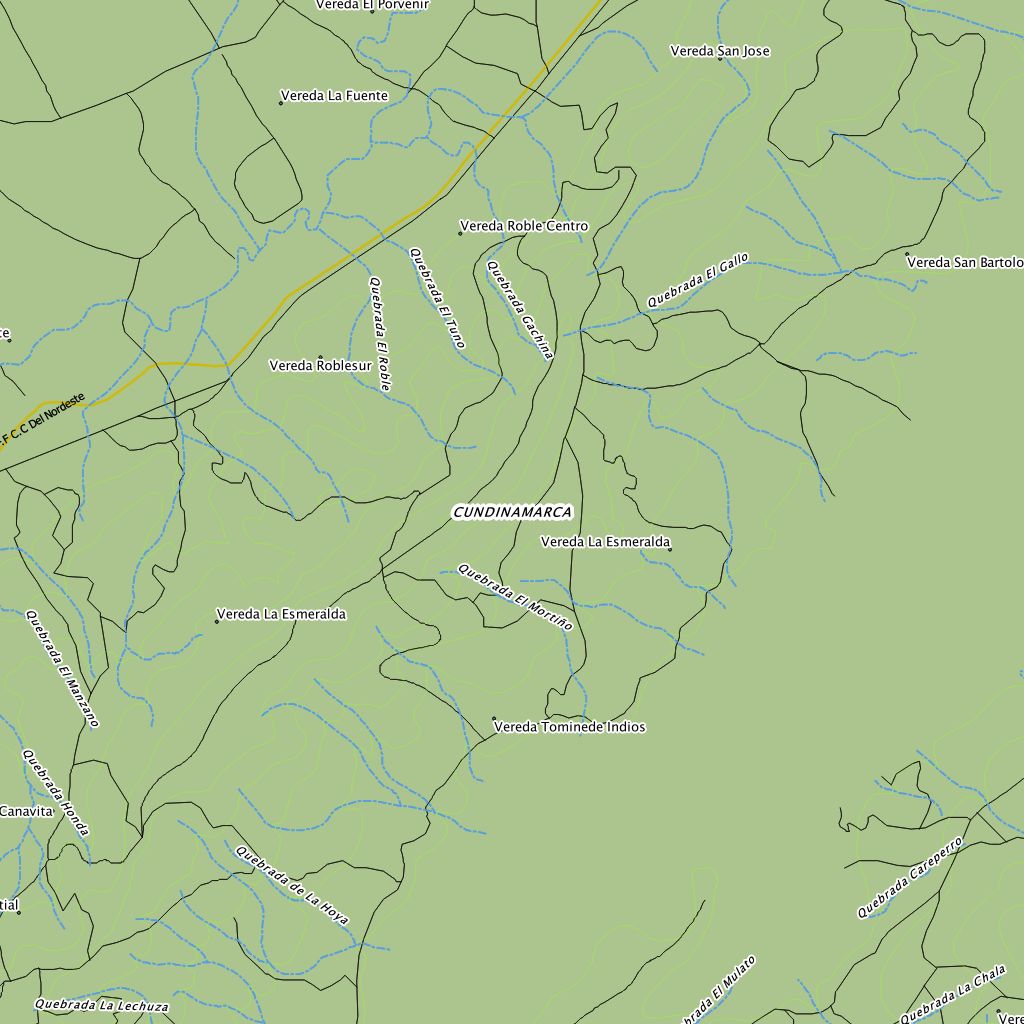 Vereda El Porvenir
Vereda San Jose
Vereda La Fuente
Vereda Roble Centro
Quebrada El Gallo
Vereda San Bartolo
Quebrada El Tuno
Quebrada Gachina
Quebrada El Roble
Vereda Roblesur
F.F C.C Del Nordeste
CUNDINAMARCA
Vereda La Esmeralda
Quebrada El Mortiño
Vereda La Esmeralda
Quebrada El Manzano
Vereda Tominede Indios
Quebrada Honda
Canavita
Quebrada de La Hoya
Quebrada Careperro
tial
Quebrada La Lechuza
brada El Mulato
Quebrada La Chala
Vere